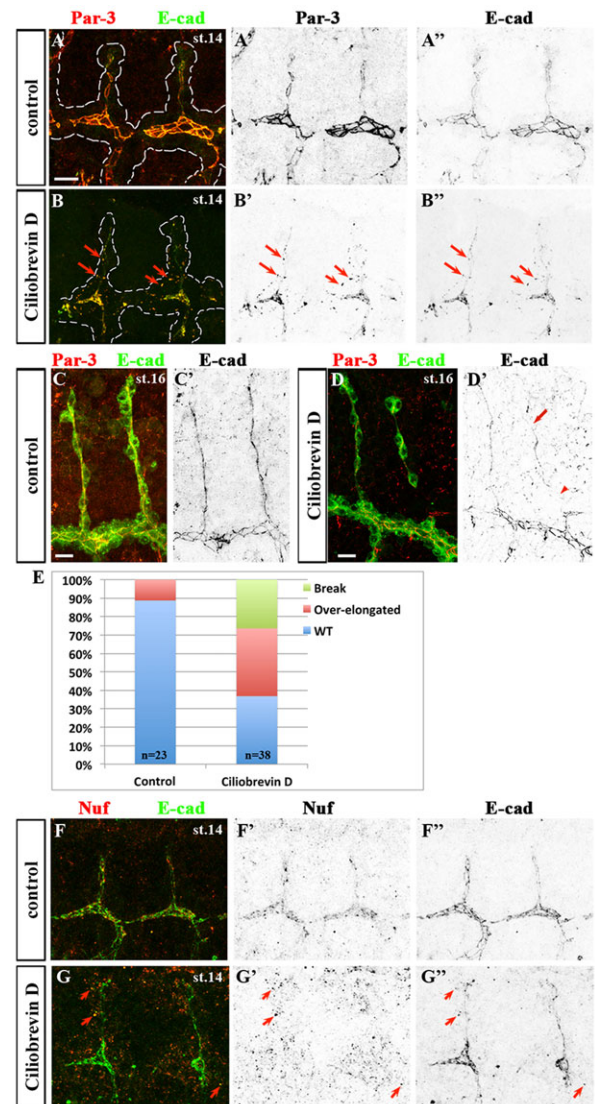 Par-3 E-cad Par-3 E-cad
control
A st.14 A' A''
Ciliobrevin D
B st.14 B' B''
Par-3 E-cad E-cad Par-3 E-cad E-cad
control
C st.16 C'
Ciliobrevin D
D st.16 D'
E
100%
90%
80%
70%
60%
50%
40%
30%
20%
10%
0%
Break
Over-elongated
WT
n=23 n=38
Control Ciliobrevin D
Nuf E-cad Nuf E-cad
control
F st.14 F' F''
Ciliobrevin D
G st.14 G' G''